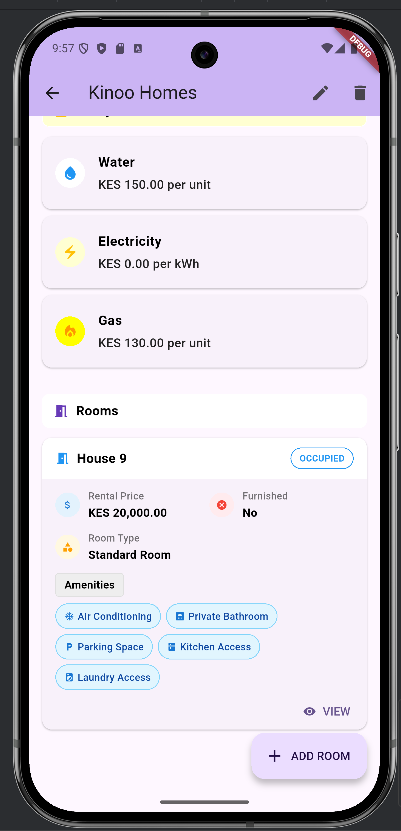 9:57
DEBUG
Kinoo Homes
Water
KES 150.00 per unit
Electricity
KES 0.00 per kWh
Gas
KES 130.00 per unit
Rooms
House 9
OCCUPIED
Rental Price
KES 20,000.00
Furnished
No
Room Type
Standard Room
Amenities
Air Conditioning
Private Bathroom
P Parking Space
Kitchen Access
Laundry Access
VIEW
+ ADD ROOM